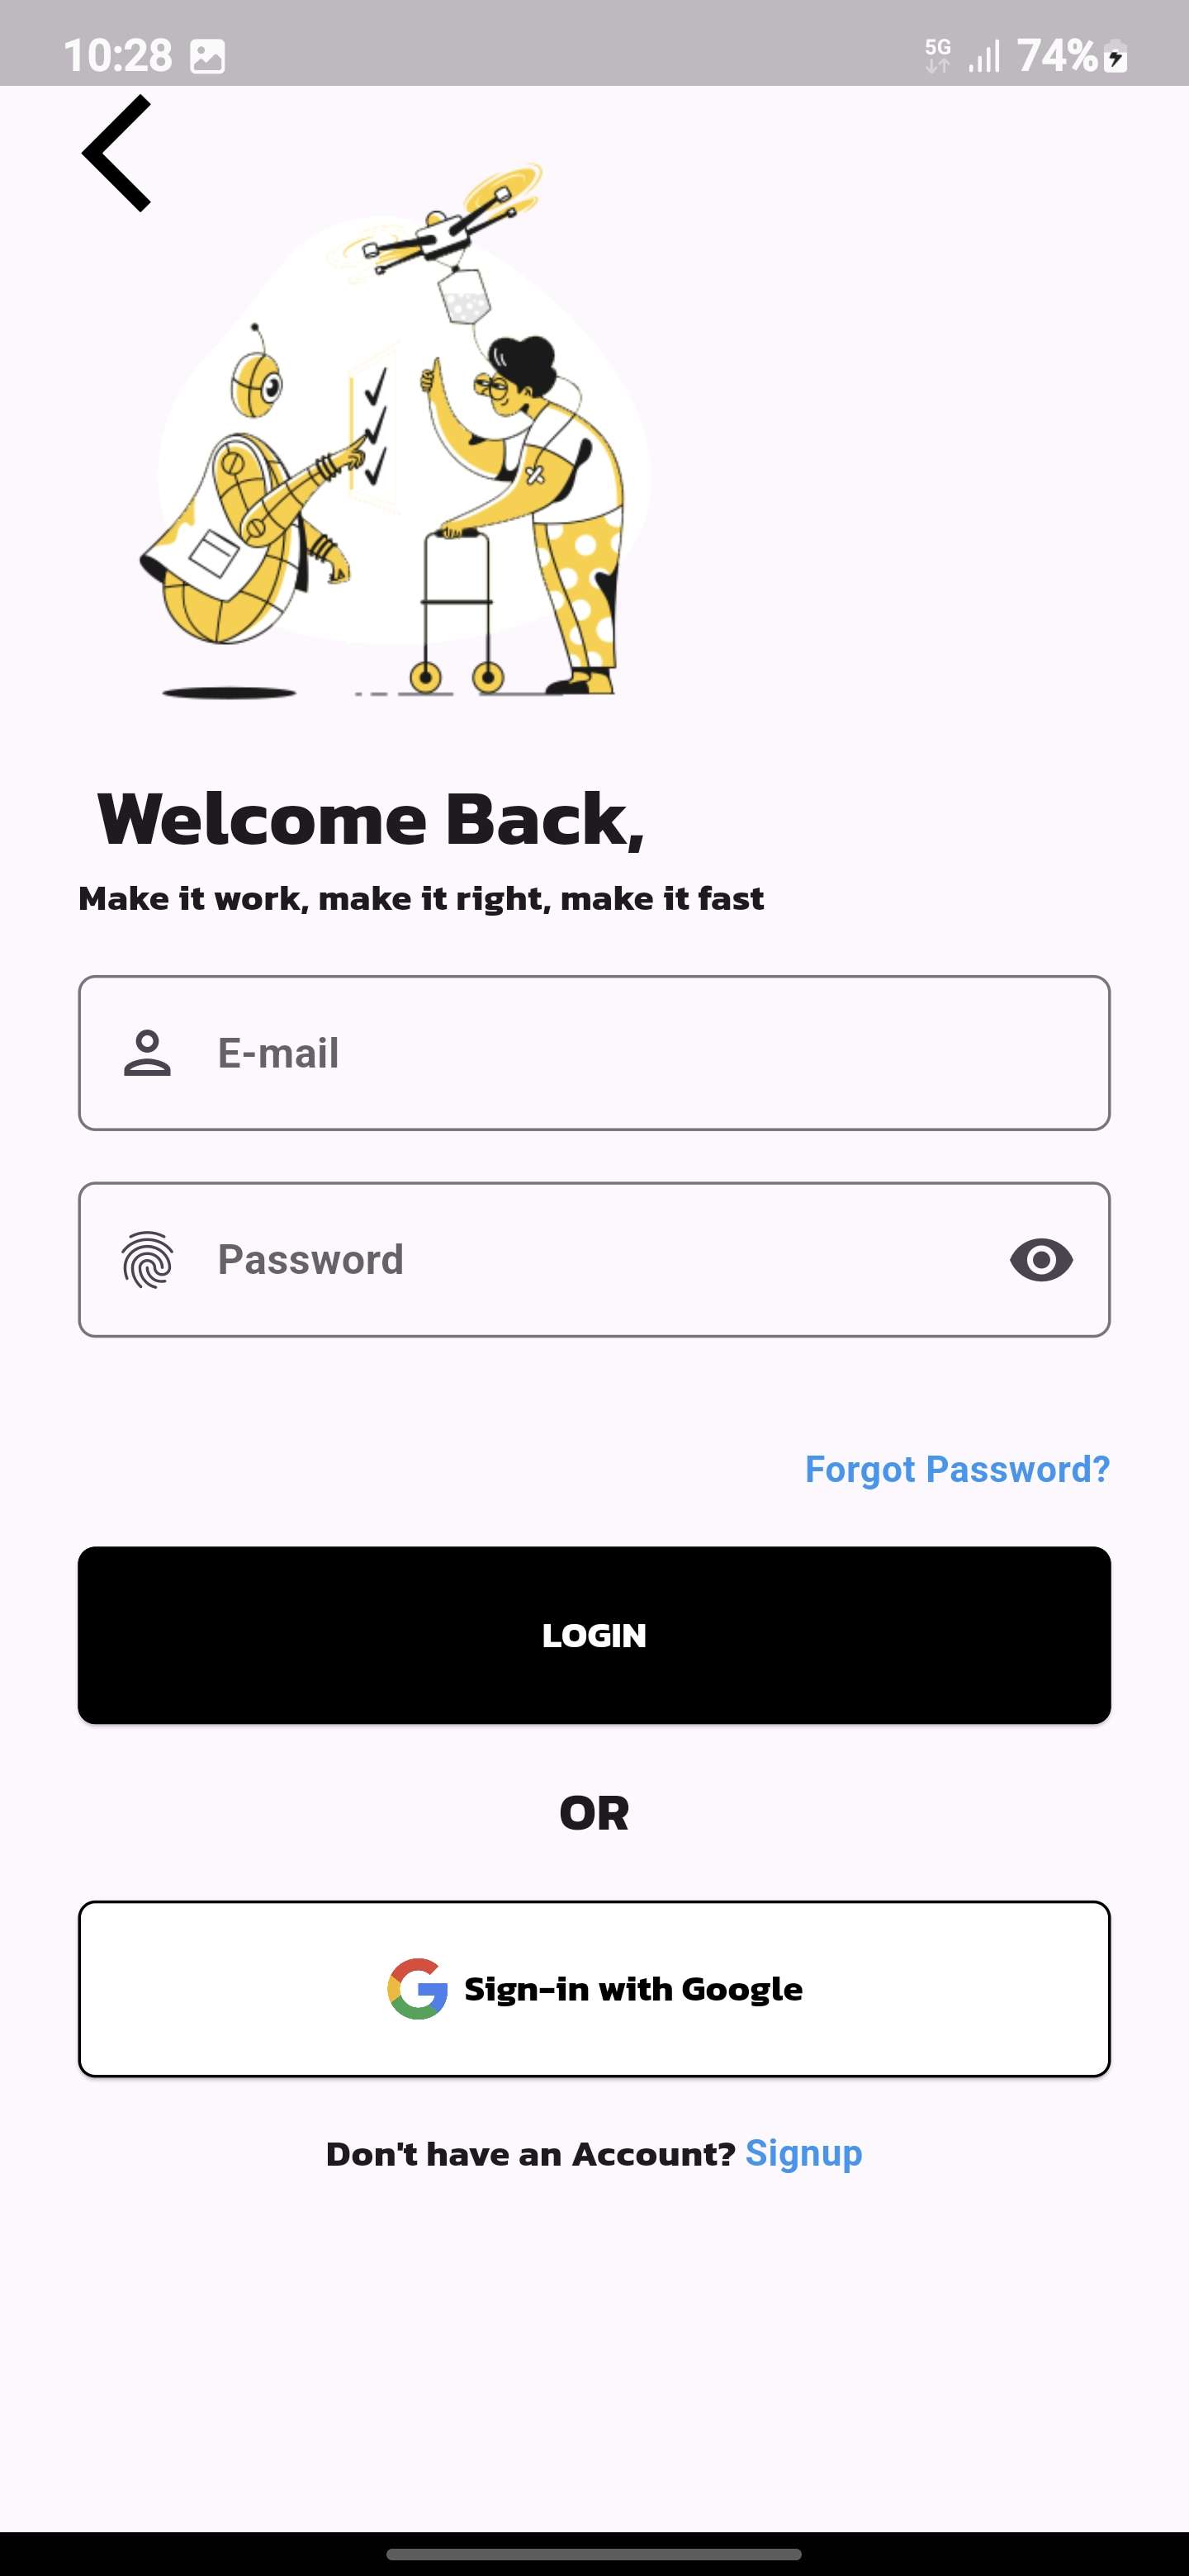 10:28 5G 74%
Welcome Back,
Make it work, make it right, make it fast
E-mail
Password
Forgot Password?
LOGIN
OR
Sign-in with Google
Don't have an Account? Signup